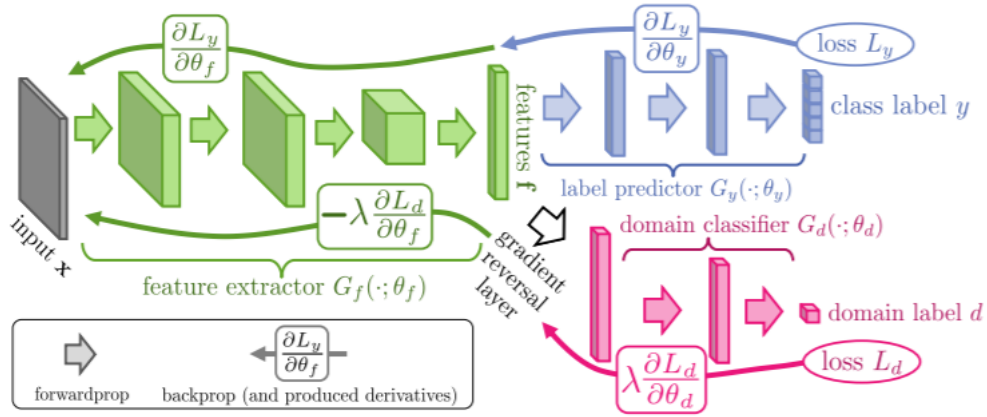 ∂L_y/∂θ_f
∂L_y/∂θ_y
loss L_y
features f
class label y
label predictor G_y(·;θ_y)
−λ ∂L_d/∂θ_f
input x
feature extractor G_f(·;θ_f)
gradient
reversal
layer
domain classifier G_d(·;θ_d)
domain label d
λ ∂L_d/∂θ_d
loss L_d
∂L_y/∂θ_f
forwardprop
backprop (and produced derivatives)